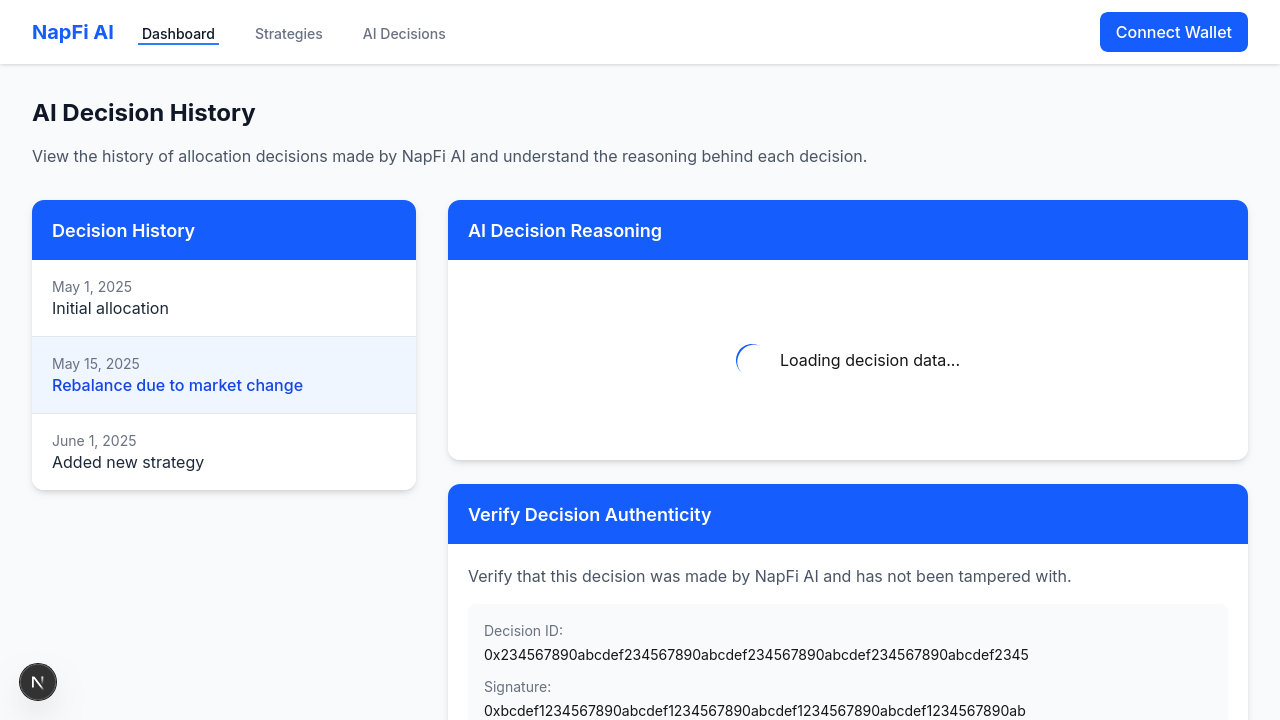 NapFi AI
Dashboard
Strategies
AI Decisions
Connect Wallet
AI Decision History
View the history of allocation decisions made by NapFi AI and understand the reasoning behind each decision.
Decision History
May 1, 2025
Initial allocation
May 15, 2025
Rebalance due to market change
June 1, 2025
Added new strategy
AI Decision Reasoning
Loading decision data...
Verify Decision Authenticity
Verify that this decision was made by NapFi AI and has not been tampered with.
Decision ID:
0x234567890abcdef234567890abcdef234567890abcdef234567890abcdef2345
Signature:
0xbcdef1234567890abcdef1234567890abcdef1234567890abcdef1234567890ab
N